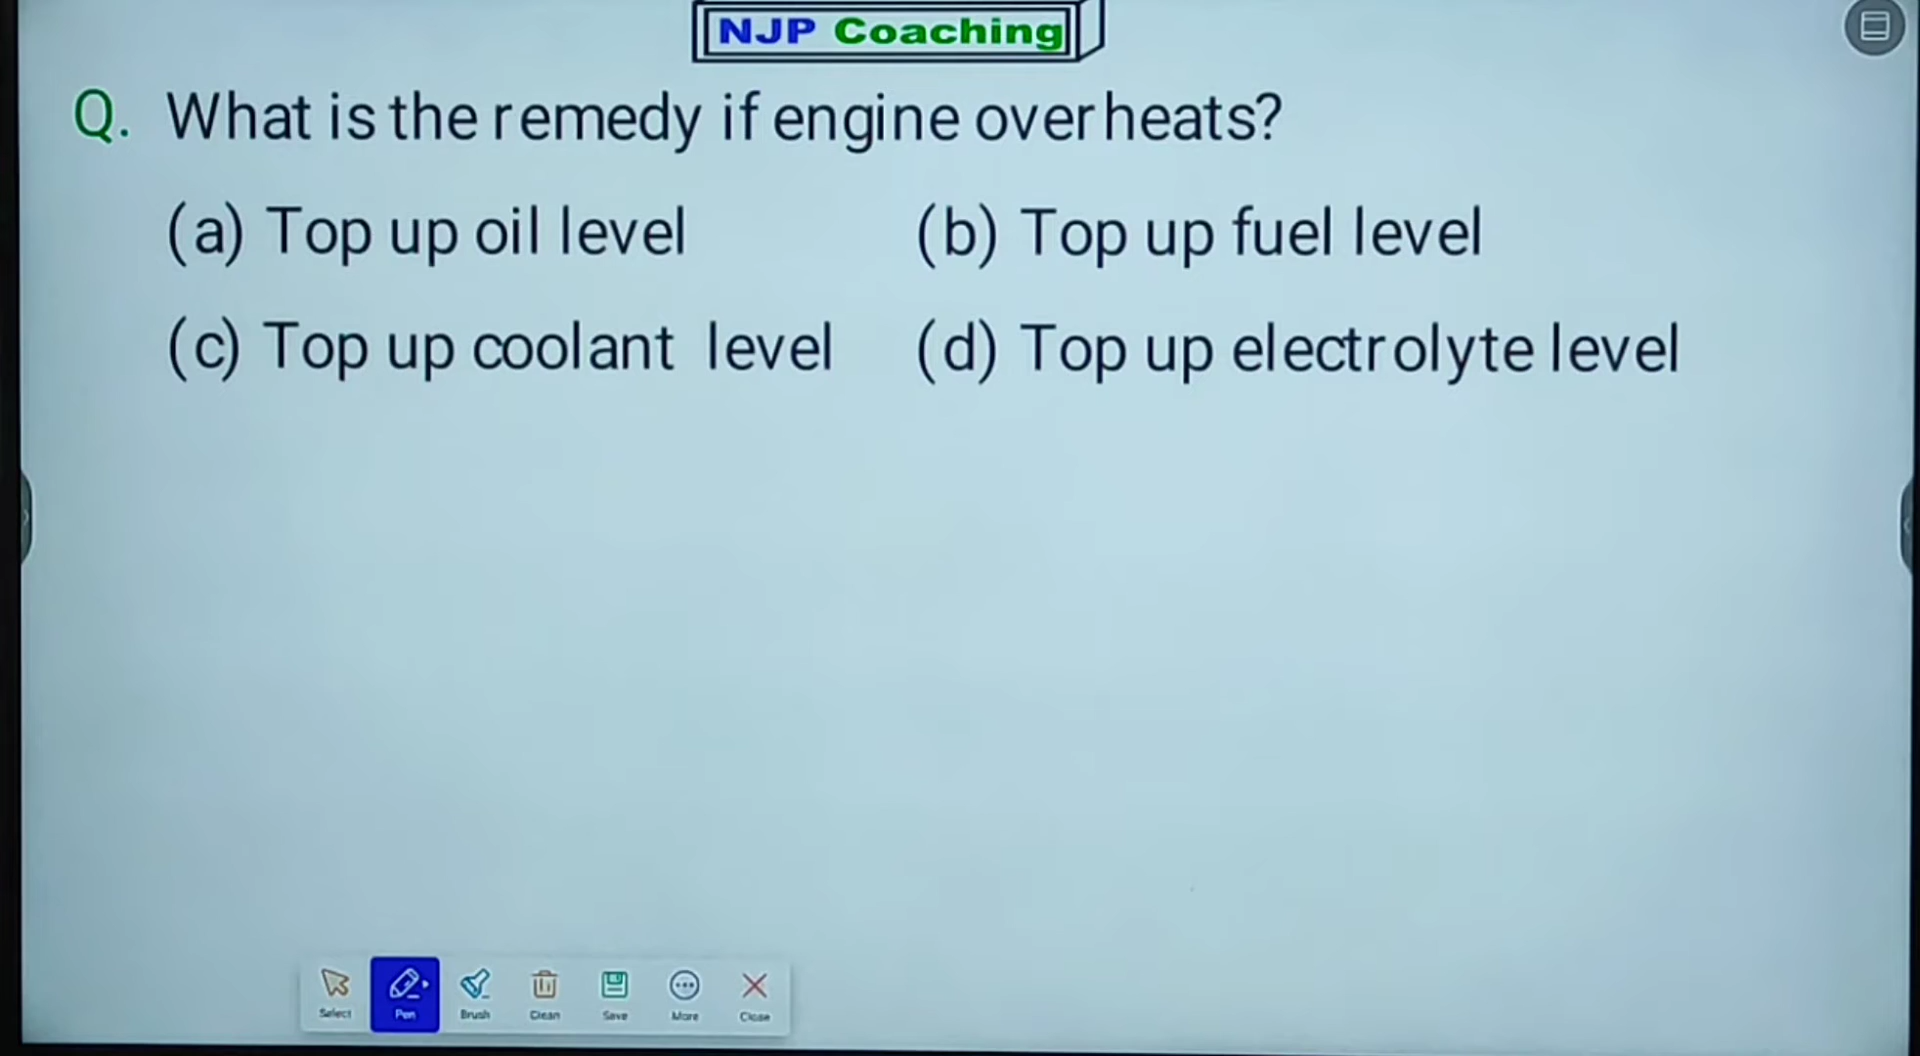 NJP Coaching
Q. What is the remedy if engine overheats?
(a) Top up oil level (b) Top up fuel level
(c) Top up coolant level (d) Top up electrolyte level
Select Pen Brush Clean Save More Close